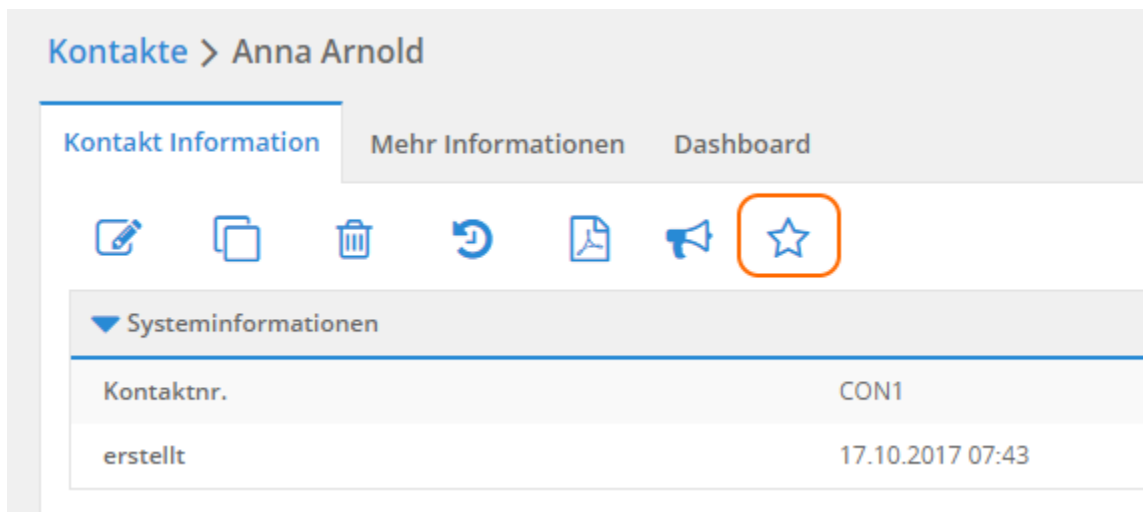 Kontakte > Anna Arnold
Kontakt Information Mehr Informationen Dashboard
Systeminformationen
Kontaktnr. CON1
erstellt 17.10.2017 07:43